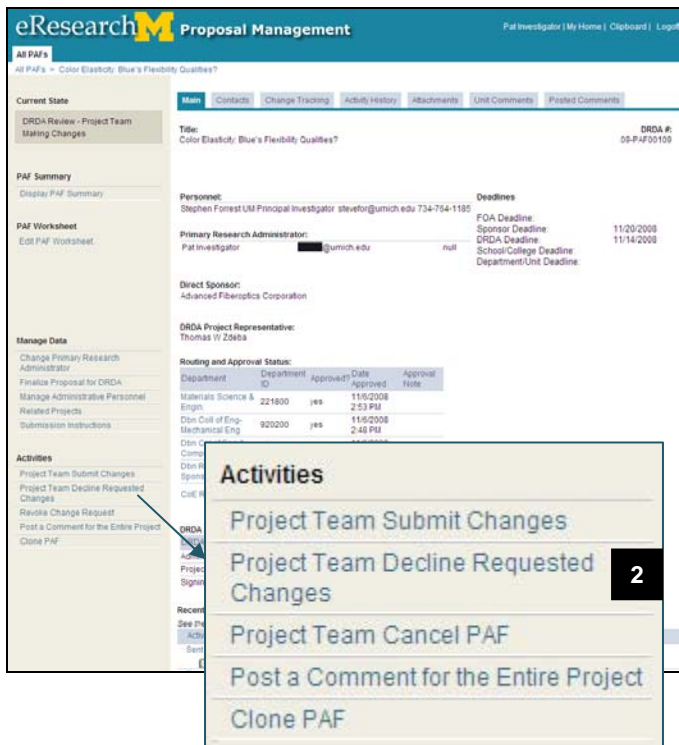 eResearch M Proposal Management
Pat Investigator | My Home | Clipboard | Logoff
All PAFs
All PAFs > Color Elasticity: Blue's Flexibility Qualities?
Current State
DRDA Review - Project Team
Making Changes
PAF Summary
Display PAF Summary
PAF Worksheet
Edit PAF Worksheet
Manage Data
Change Primary Research
Administrator
Finalize Proposal for DRDA
Manage Administrative Personnel
Related Projects
Submission Instructions
Activities
Project Team Submit Changes
Project Team Decline Requested
Changes
Revoke Change Request
Post a Comment for the Entire Project
Clone PAF
Main Contacts Change Tracking Activity History Attachments Unit Comments Posted Comments
Title:
Color Elasticity: Blue's Flexibility Qualities?
DRDA #:
09-PAF00109
Personnel:
Stephen Forrest UM Principal Investigator stevefor@umich.edu 734-764-1185
Primary Research Administrator:
Pat Investigator @umich.edu null
Deadlines
FOA Deadline:
Sponsor Deadline: 11/20/2008
DRDA Deadline: 11/14/2008
School/College Deadline:
Department/Unit Deadline:
Direct Sponsor:
Advanced Fiberoptics Corporation
DRDA Project Representative:
Thomas W Zdeba
Routing and Approval Status:
Department Department ID Approved? Date Approved Approval Note
Materials Science & Engin. 221800 yes 11/6/2008 2:53 PM
Dbn Coll of Eng-Mechanical Eng 920200 yes 11/6/2008 2:48 PM
Activities
Project Team Submit Changes
Project Team Decline Requested
Changes
2
Project Team Cancel PAF
Post a Comment for the Entire Project
Clone PAF